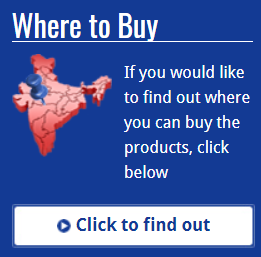 Where to Buy
If you would like
to find out where
you can buy the
products, click
below
Click to find out